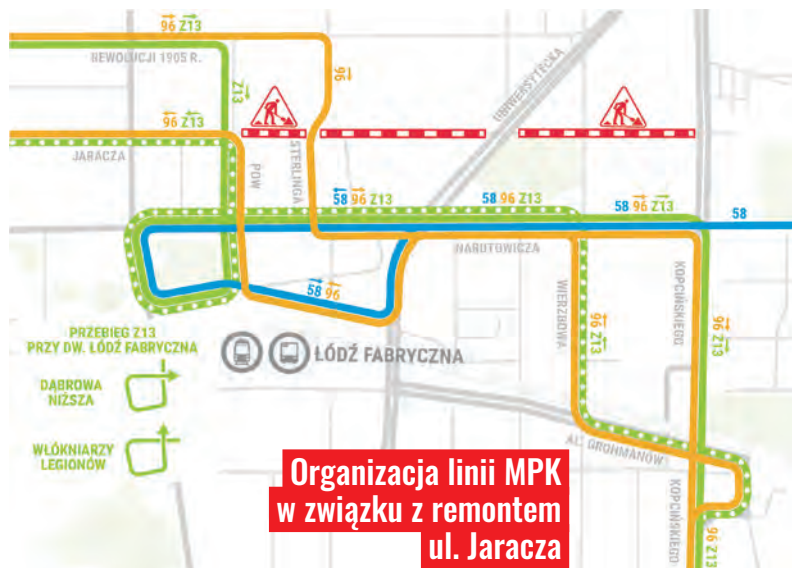 96 Z13
REWOLUCJI 1905 R.
Z13
96
UNIWERSYTECKA
96 Z13
JARACZA
POW
STERLINGA
58 96 Z13
58 96 Z13
58 96 Z13
58
NARUTOWICZA
WIERZBOWA
KOPCIŃSKIEGO
58 96
96 Z13
96 Z13
PRZEBIEG Z13
PRZY DW. ŁÓDŹ FABRYCZNA
ŁÓDŹ FABRYCZNA
DĄBROWA
NIŻSZA
WŁÓKNIARZY
LEGIONÓW
AL. GROHMANÓW
KOPCIŃSKIEGO
96 Z13
Organizacja linii MPK
w związku z remontem
ul. Jaracza